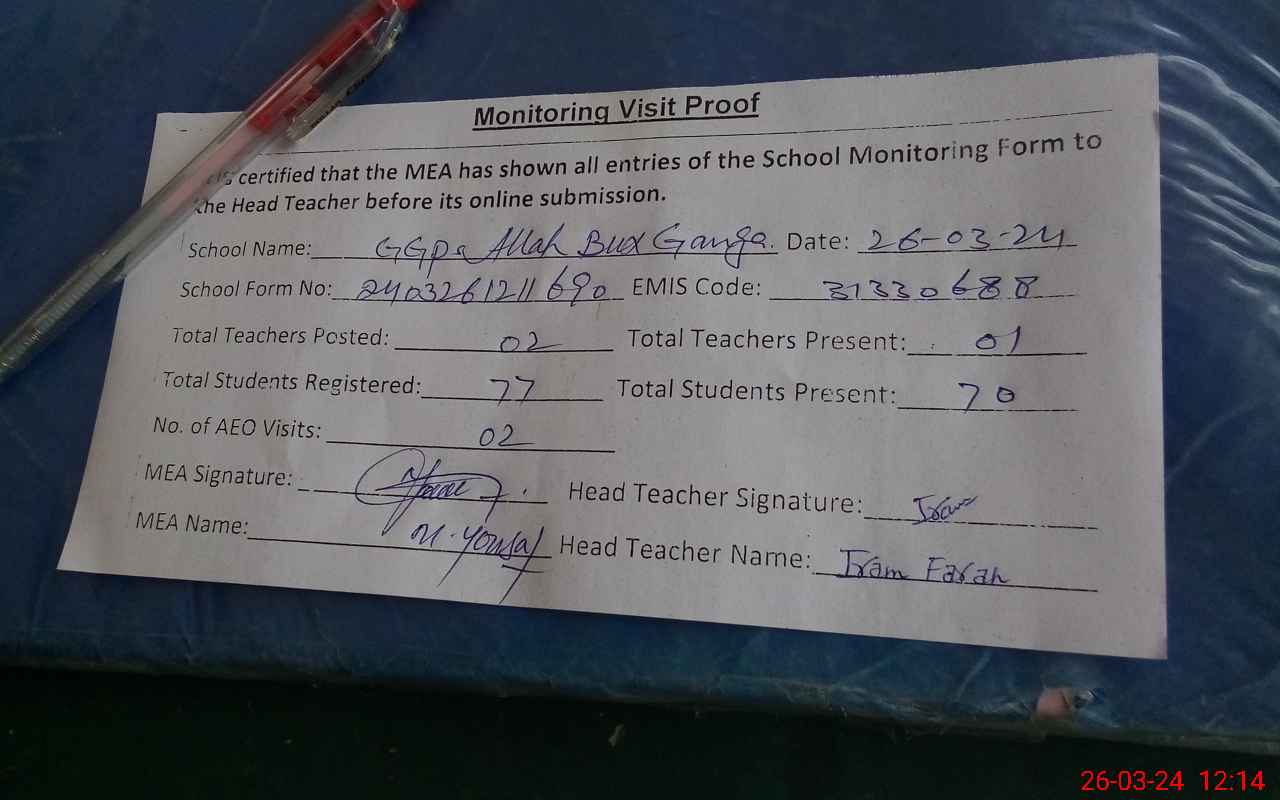 Monitoring Visit Proof
is certified that the MEA has shown all entries of the School Monitoring Form to
the Head Teacher before its online submission.
School Name: GGPS Allah Bux Ganga. Date: 26-03-24
School Form No: 2403261211690 EMIS Code: 31330688
Total Teachers Posted: 02 Total Teachers Present: 01
Total Students Registered: 77 Total Students Present: 70
No. of AEO Visits: 02
MEA Signature: Head Teacher Signature: Iram
MEA Name: M. Yousaf Head Teacher Name: Iram Farah
26-03-24 12:14